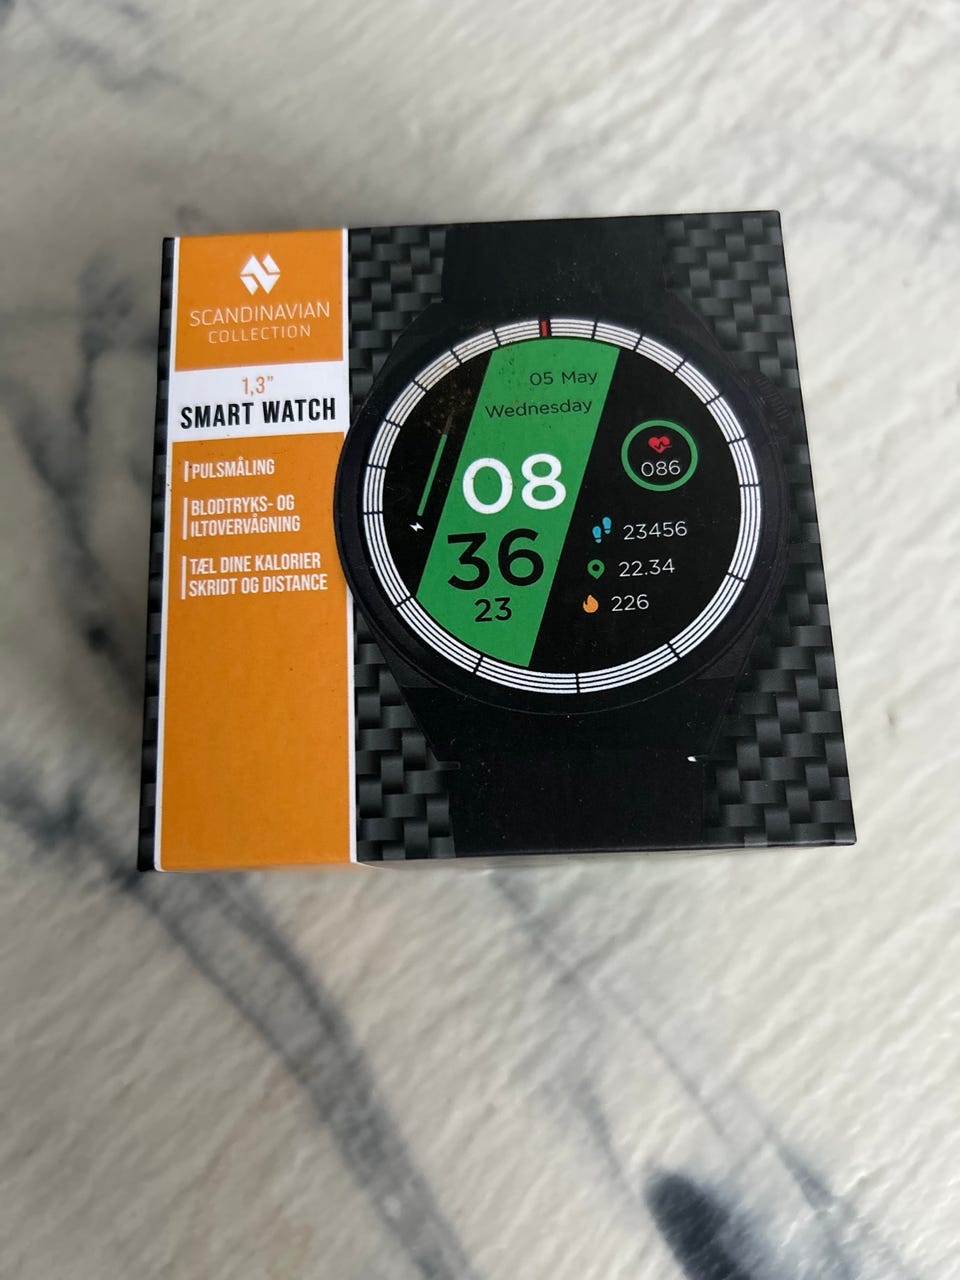 SCANDINAVIAN
COLLECTION
1,3"
SMART WATCH
PULSMÅLING
BLODTRYKS- OG
ILTOVERVÅGNING
TÆL DINE KALORIER
SKRIDT OG DISTANCE
05 May
Wednesday
08
36
23
086
23456
22.34
226